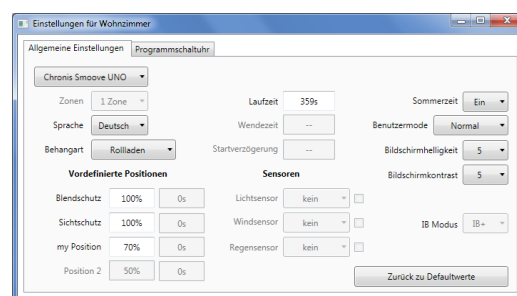 Einstellungen für Wohnzimmer
Allgemeine Einstellungen Programmschaltuhr
Chronis Smoove UNO
Zonen 1 Zone Laufzeit 359s Sommerzeit Ein
Sprache Deutsch Wendezeit -- Benutzermode Normal
Behangart Rollladen Startverzögerung -- Bildschirmhelligkeit 5
Vordefinierte Positionen Sensoren Bildschirmkontrast 5
Blendschutz 100% 0s Lichtsensor kein
Sichtschutz 100% 0s Windsensor kein IB Modus IB+
my Position 70% 0s Regensensor kein
Position 2 50% 0s Zurück zu Defaultwerte